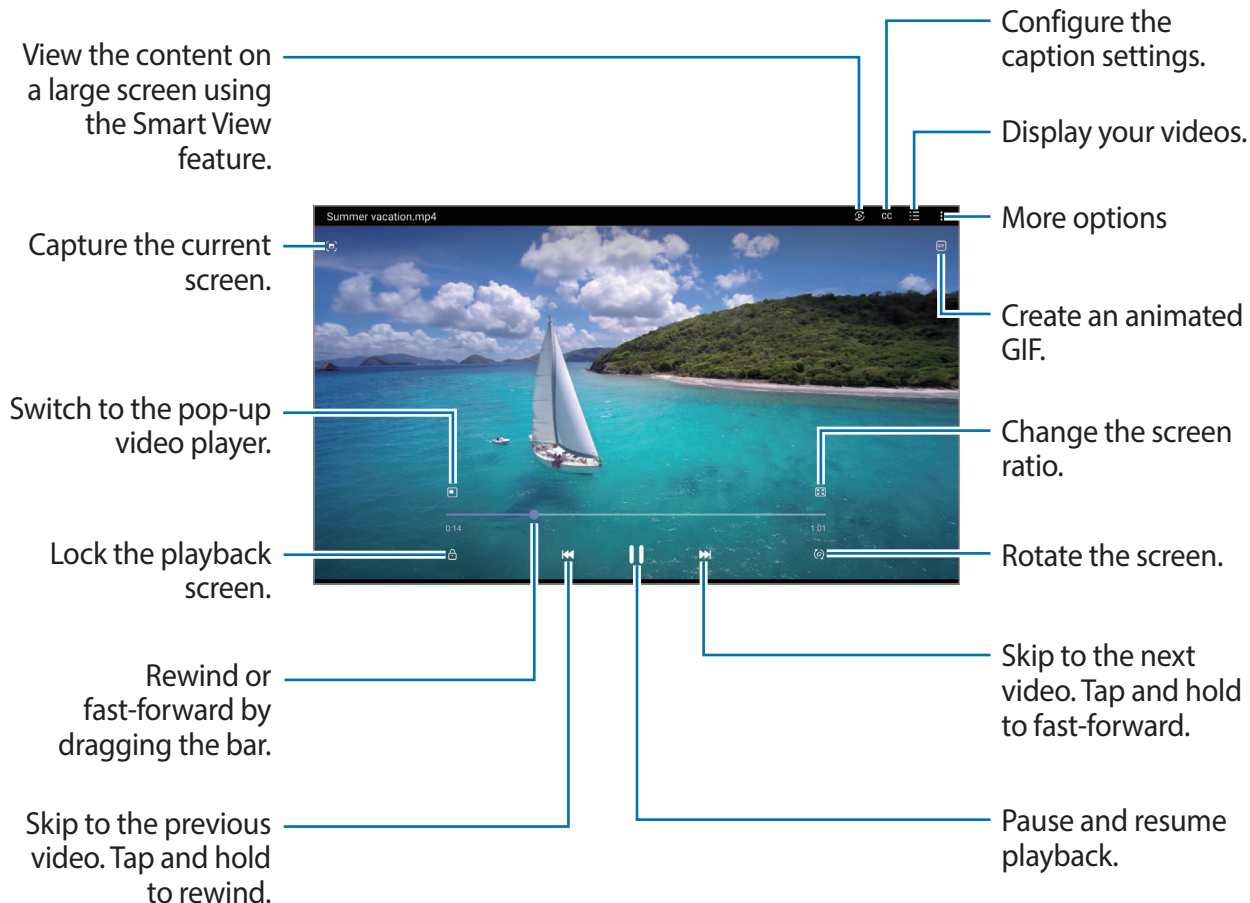 Configure the
caption settings.
View the content on
a large screen using
the Smart View
feature.
Display your videos.
More options
Summer vacation.mp4
CC
Capture the current
screen.
GIF
Create an animated
GIF.
Switch to the pop-up
video player.
Change the screen
ratio.
0:14
1:01
Lock the playback
screen.
Rotate the screen.
Rewind or
fast-forward by
dragging the bar.
Skip to the next
video. Tap and hold
to fast-forward.
Skip to the previous
video. Tap and hold
to rewind.
Pause and resume
playback.